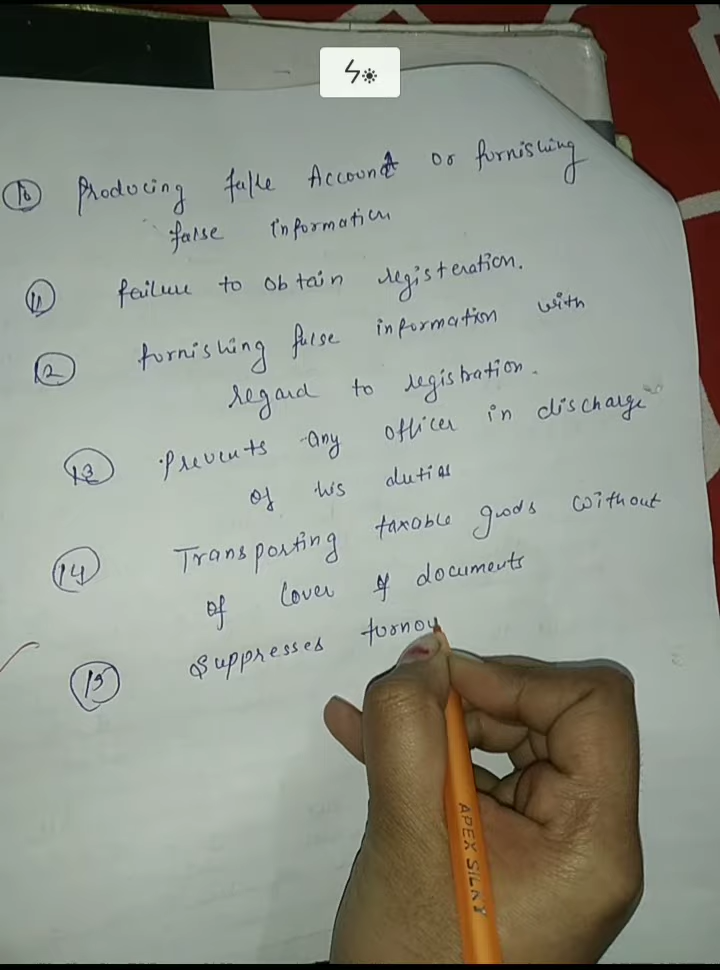 10 Producing fake Account or furnishing
false information
11 failure to obtain registeration.
12 furnishing false information with
regard to registration.
13 Prevents any officer in discharge
of his duties
14 Transporting taxable goods without
of cover of documents
15 Suppresses turnov
APEX SILKY